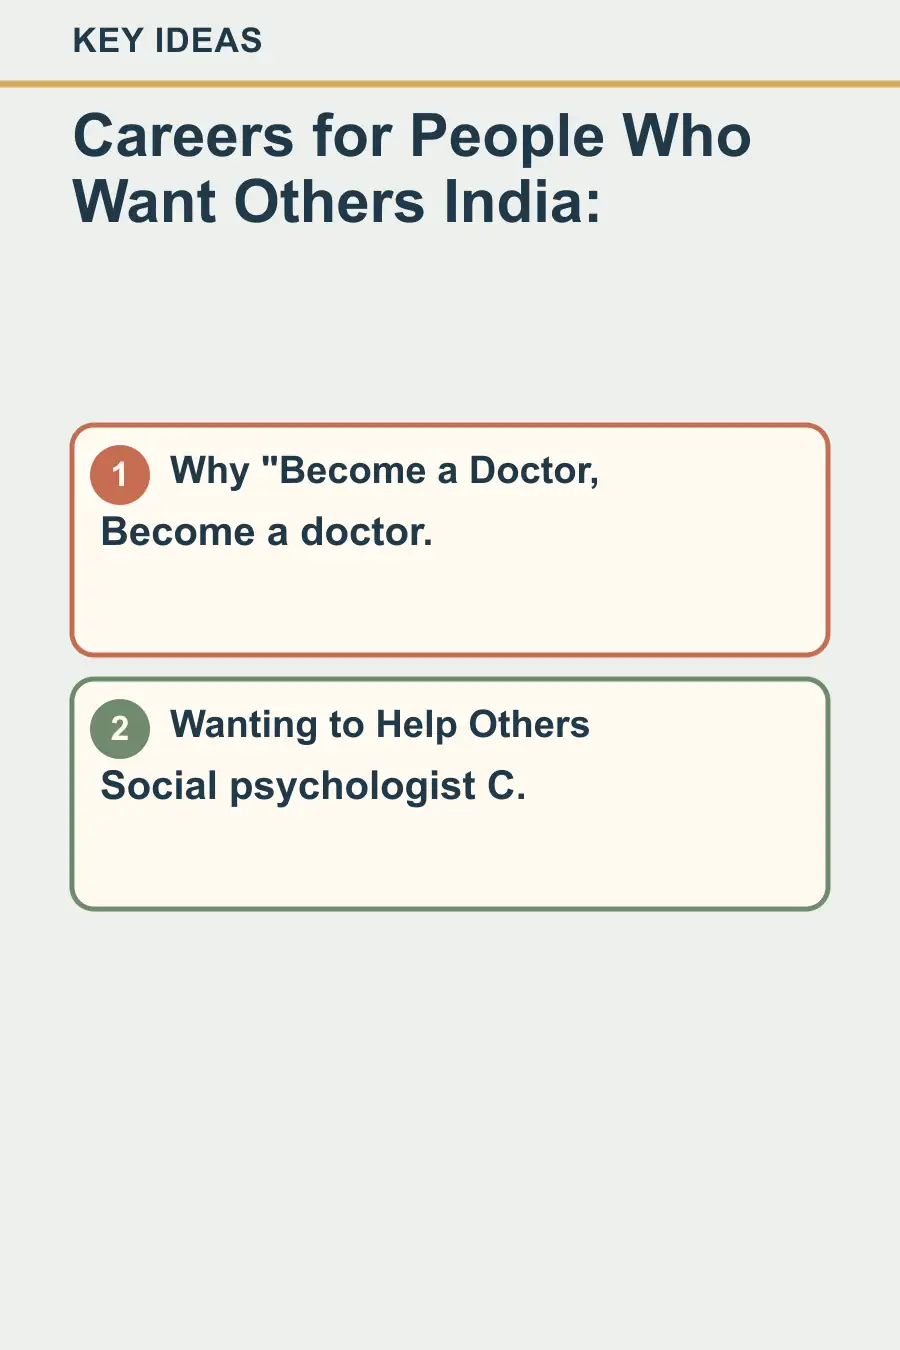 KEY IDEAS
Careers for People Who
Want Others India:
1 Why "Become a Doctor,
Become a doctor.
2 Wanting to Help Others
Social psychologist C.